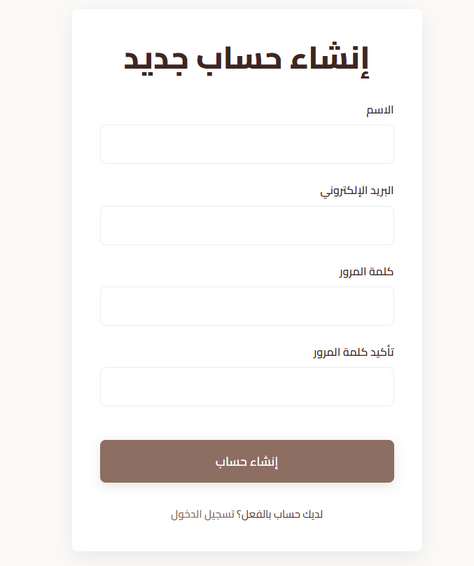 إنشاء حساب جديد
الاسم
البريد الإلكتروني
كلمة المرور
تأكيد كلمة المرور
إنشاء حساب
لديك حساب بالفعل؟ تسجيل الدخول